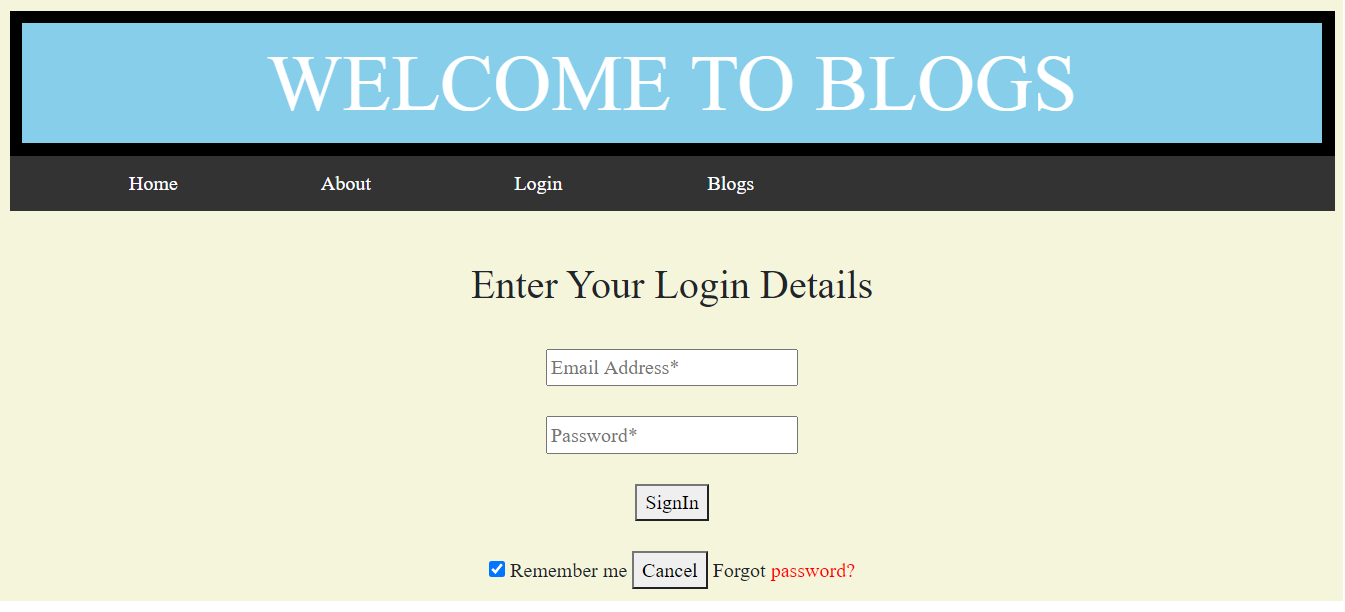 WELCOME TO BLOGS
Home About Login Blogs
Enter Your Login Details
Email Address*
Password*
SignIn
Remember me Cancel Forgot password?